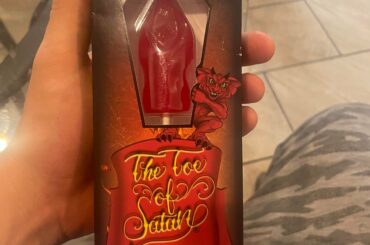 The Toe
of
Satan